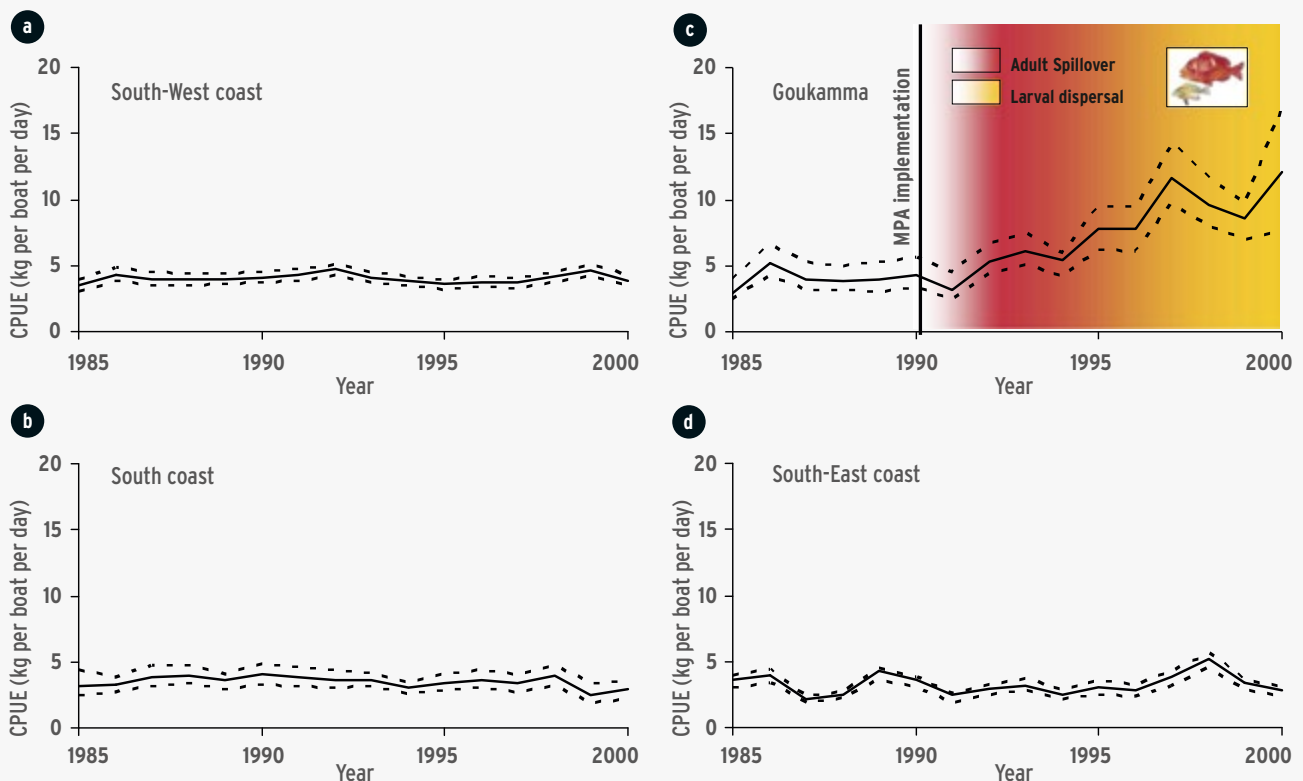 a
South-West coast
CPUE (kg per boat per day)
20
15
10
5
0
1985
1990
1995
2000
Year
c
Goukamma
MPA implementation
Adult Spillover
Larval dispersal
CPUE (kg per boat per day)
20
15
10
5
0
1985
1990
1995
2000
Year
b
South coast
CPUE (kg per boat per day)
20
15
10
5
0
1985
1990
1995
2000
Year
d
South-East coast
CPUE (kg per boat per day)
20
15
10
5
0
1985
1990
1995
2000
Year